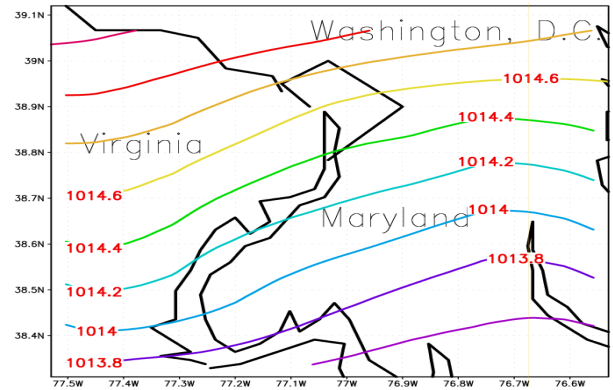 39.1N
Washington, D.C.
39N
1014.6
38.9N
1014.4
Virginia
38.8N
1014.2
38.7N
1014.6
Maryland
1014
38.6N
1014.4
1013.8
38.5N
1014.2
38.4N
1014
1013.8
77.5W 77.4W 77.3W 77.2W 77.1W 77W 76.9W 76.8W 76.7W 76.6W